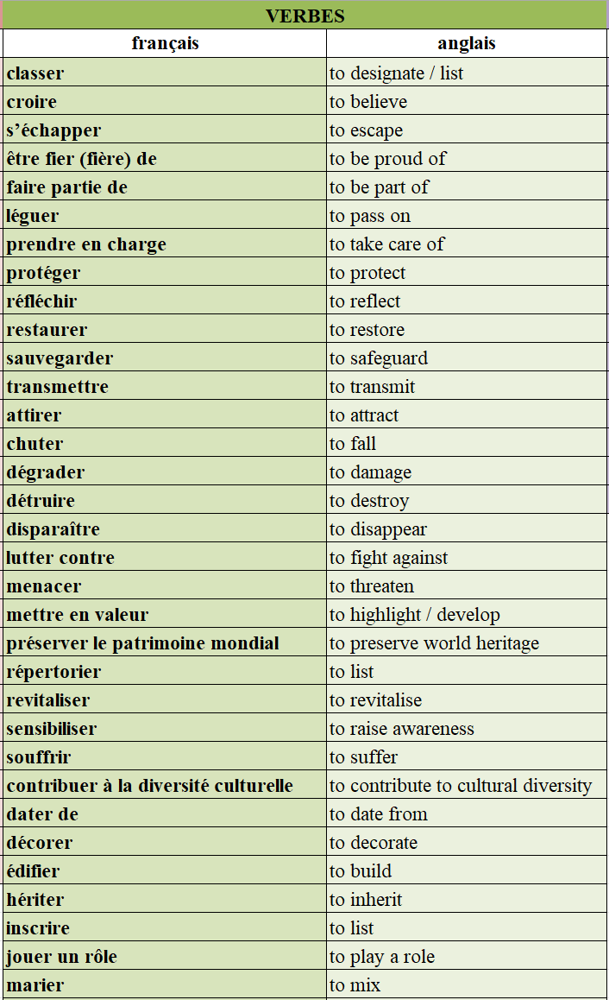 VERBES
français anglais
classer to designate / list
croire to believe
s’échapper to escape
être fier (fière) de to be proud of
faire partie de to be part of
léguer to pass on
prendre en charge to take care of
protéger to protect
réfléchir to reflect
restaurer to restore
sauvegarder to safeguard
transmettre to transmit
attirer to attract
chuter to fall
dégrader to damage
détruire to destroy
disparaître to disappear
lutter contre to fight against
menacer to threaten
mettre en valeur to highlight / develop
préserver le patrimoine mondial to preserve world heritage
répertorier to list
revitaliser to revitalise
sensibiliser to raise awareness
souffrir to suffer
contribuer à la diversité culturelle to contribute to cultural diversity
dater de to date from
décorer to decorate
édifier to build
hériter to inherit
inscrire to list
jouer un rôle to play a role
marier to mix